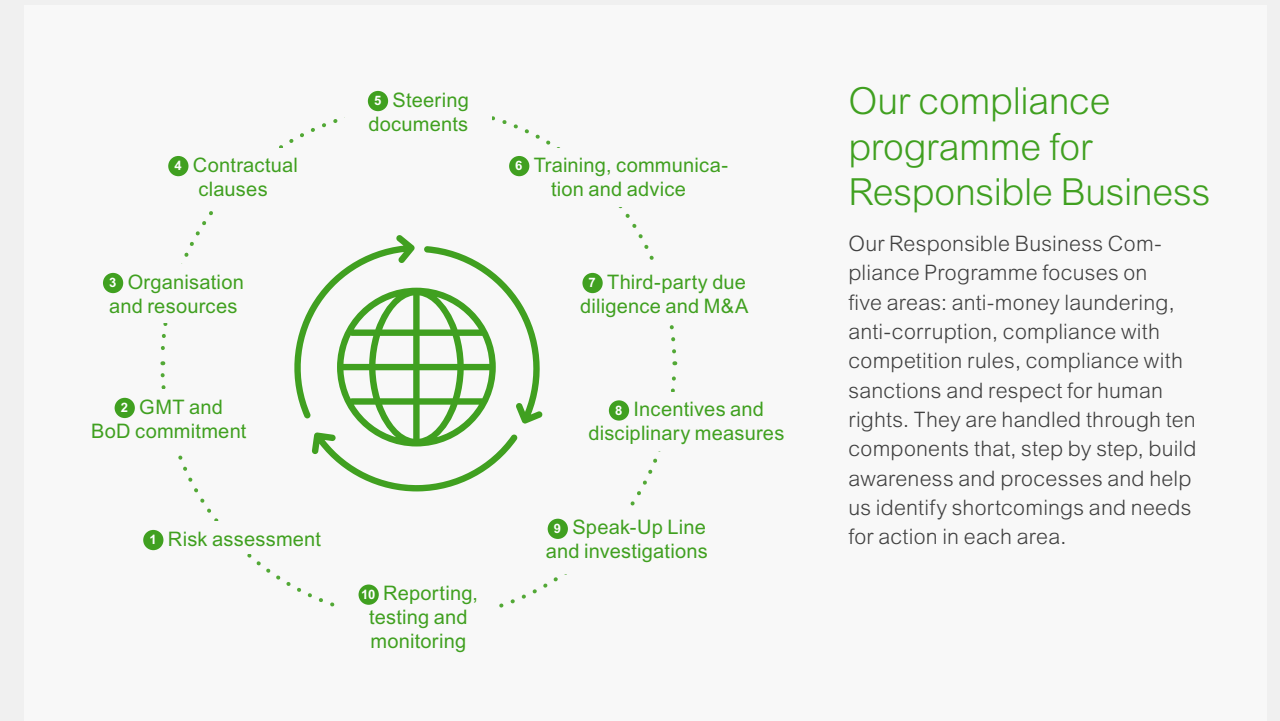 5 Steering
documents
4 Contractual
clauses
6 Training, communica-
tion and advice
3 Organisation
and resources
7 Third-party due
diligence and M&A
2 GMT and
BoD commitment
8 Incentives and
disciplinary measures
1 Risk assessment
9 Speak-Up Line
and investigations
10 Reporting,
testing and
monitoring
Our compliance
programme for
Responsible Business
Our Responsible Business Com-
pliance Programme focuses on
five areas: anti-money laundering,
anti-corruption, compliance with
competition rules, compliance with
sanctions and respect for human
rights. They are handled through ten
components that, step by step, build
awareness and processes and help
us identify shortcomings and needs
for action in each area.